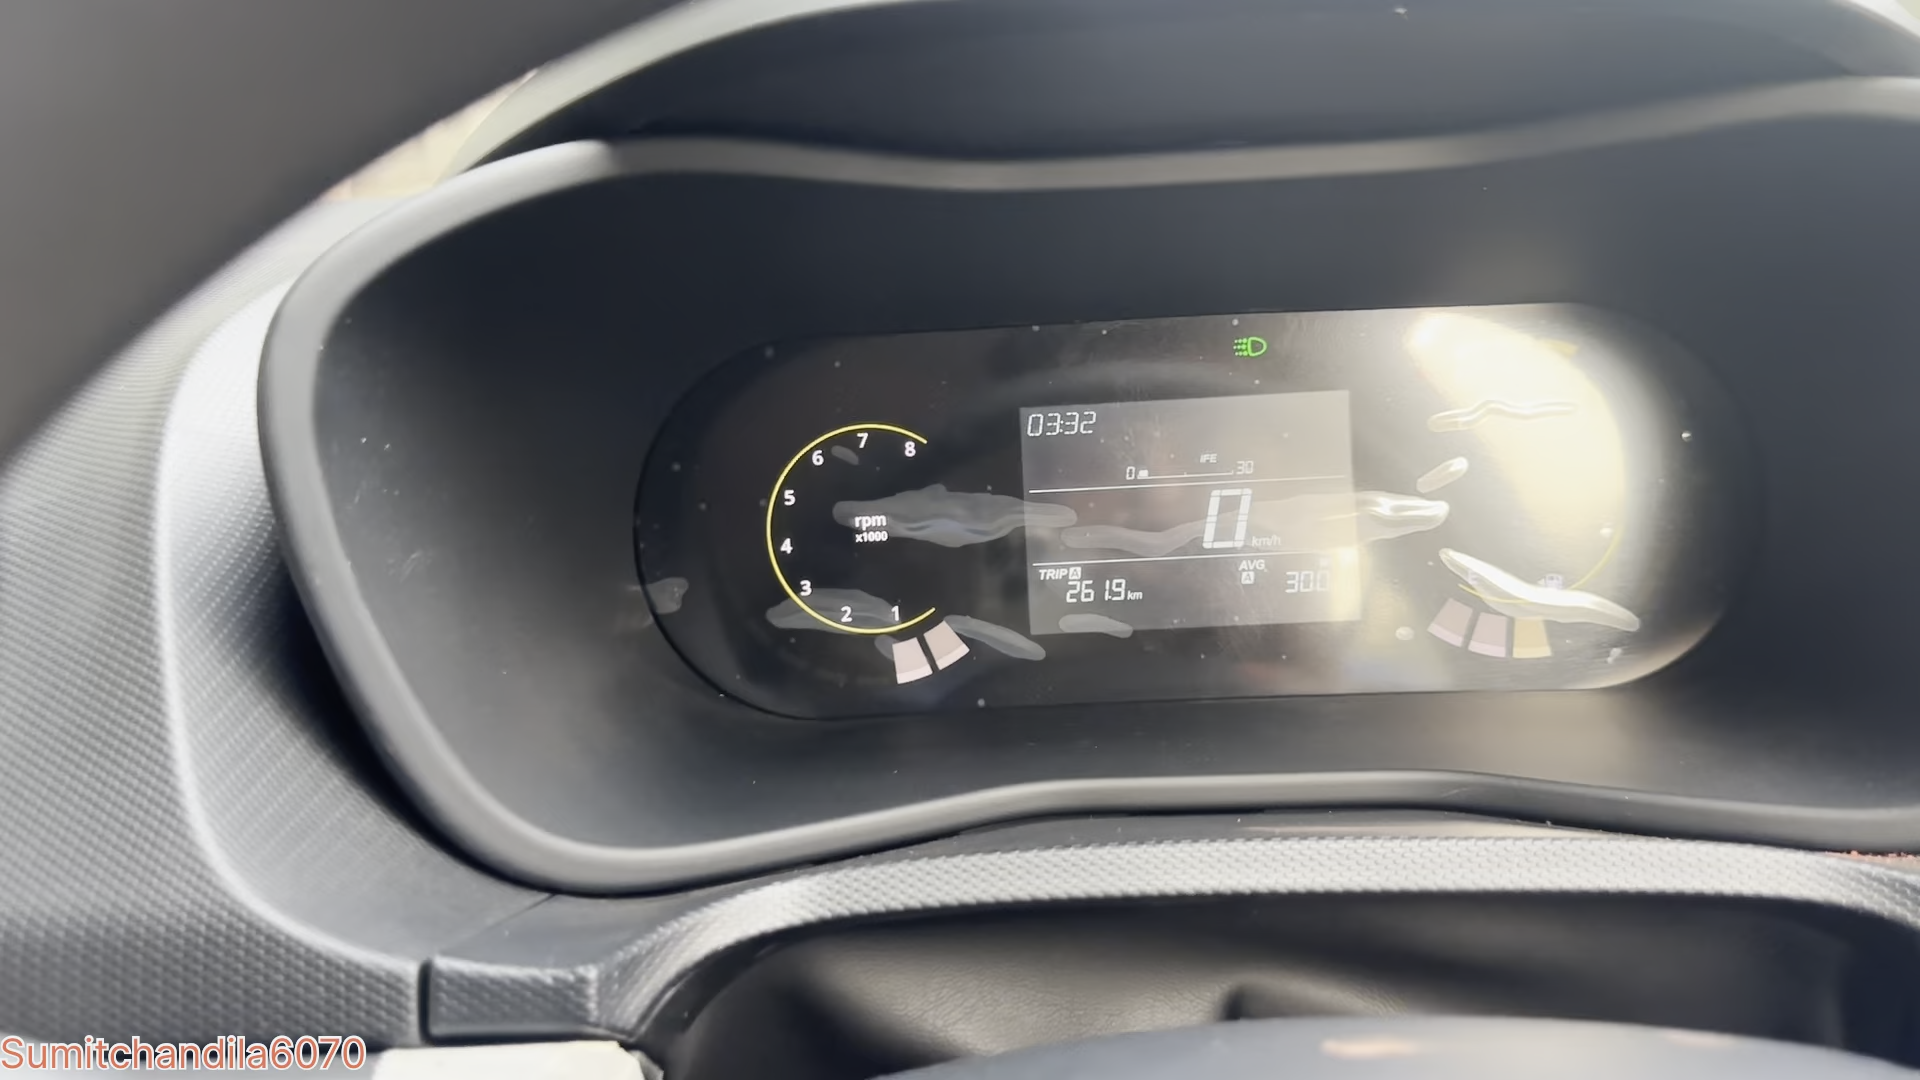 03:32
IFE
0 30
8
7
6
5
4
3
2
1
rpm
x1000
0 km/h
TRIP A
261.9 km
AVG
A
30.0
Sumitchandila6070